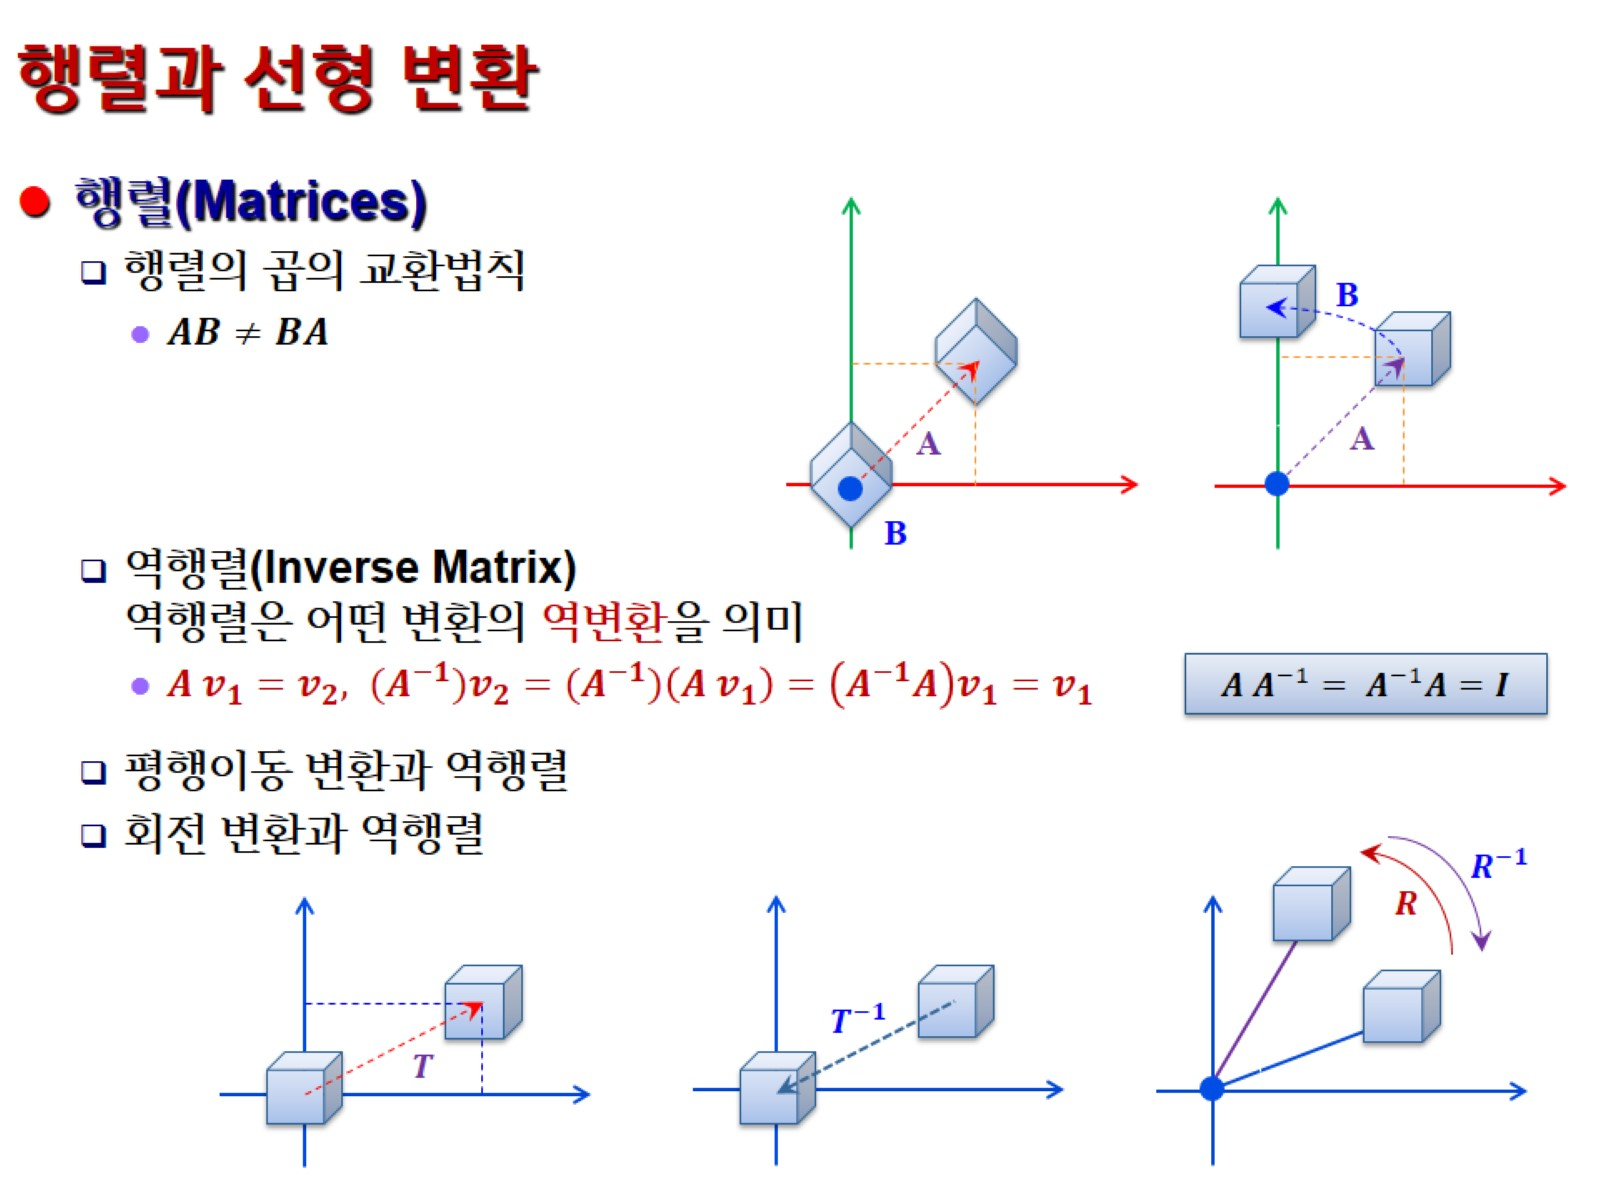 행렬과 선형 변환
행렬(Matrices)
행렬의 곱의 교환법칙
AB ≠ BA
A
B
B
A
역행렬(Inverse Matrix)
역행렬은 어떤 변환의 역변환을 의미
A v₁ = v₂, (A⁻¹)v₂ = (A⁻¹)(A v₁) = (A⁻¹A)v₁ = v₁
A A⁻¹ = A⁻¹A = I
평행이동 변환과 역행렬
회전 변환과 역행렬
T
T⁻¹
R
R⁻¹